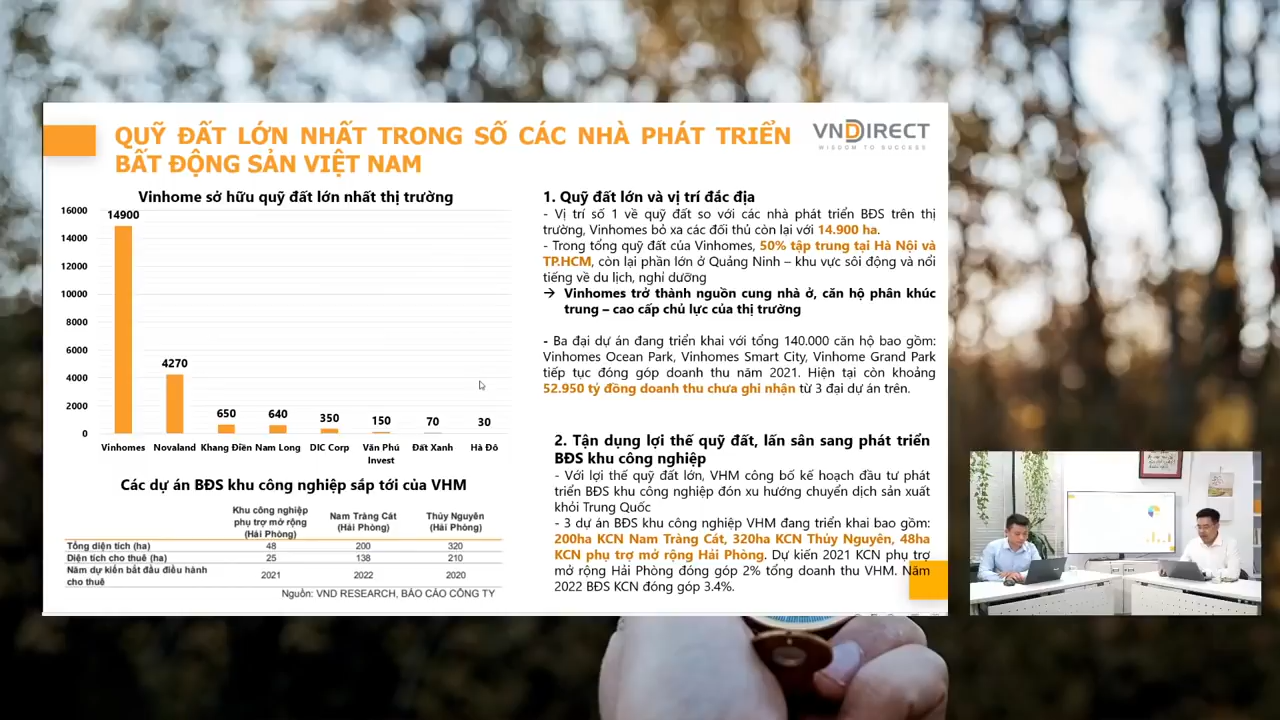 QUỸ ĐẤT LỚN NHẤT TRONG SỐ CÁC NHÀ PHÁT TRIỂN
BẤT ĐỘNG SẢN VIỆT NAM
VNDIRECT
WISDOM TO SUCCESS
Vinhome sở hữu quỹ đất lớn nhất thị trường
16000
14000
12000
10000
8000
6000
4000
2000
0
14900
4270
650
640
350
150
70
30
Vinhomes
Novaland
Khang Điền
Nam Long
DIC Corp
Văn Phú
Invest
Đất Xanh
Hà Đô
Các dự án BĐS khu công nghiệp sắp tới của VHM
Khu công nghiệp
phụ trợ mở rộng
(Hải Phòng)
Nam Tràng Cát
(Hải Phòng)
Thủy Nguyên
(Hải Phòng)
Tổng diện tích (ha) 48 200 320
Diện tích cho thuê (ha) 25 138 210
Năm dự kiến bắt đầu điều hành
cho thuê 2021 2022 2020
Nguồn: VND RESEARCH, BÁO CÁO CÔNG TY
1. Quỹ đất lớn và vị trí đắc địa
- Vị trí số 1 về quỹ đất so với các nhà phát triển BĐS trên thị
trường, Vinhomes bỏ xa các đối thủ còn lại với 14.900 ha.
- Trong tổng quỹ đất của Vinhomes, 50% tập trung tại Hà Nội và
TP.HCM, còn lại phần lớn ở Quảng Ninh – khu vực sôi động và nổi
tiếng về du lịch, nghỉ dưỡng
→ Vinhomes trở thành nguồn cung nhà ở, căn hộ phân khúc
trung – cao cấp chủ lực của thị trường
- Ba đại dự án đang triển khai với tổng 140.000 căn hộ bao gồm:
Vinhomes Ocean Park, Vinhomes Smart City, Vinhome Grand Park
tiếp tục đóng góp doanh thu năm 2021. Hiện tại còn khoảng
52.950 tỷ đồng doanh thu chưa ghi nhận từ 3 đại dự án trên.
2. Tận dụng lợi thế quỹ đất, lấn sân sang phát triển
BĐS khu công nghiệp
- Với lợi thế quỹ đất lớn, VHM công bố kế hoạch đầu tư phát
triển BĐS khu công nghiệp đón xu hướng chuyển dịch sản xuất
khỏi Trung Quốc
- 3 dự án BĐS khu công nghiệp VHM đang triển khai bao gồm:
200ha KCN Nam Tràng Cát, 320ha KCN Thủy Nguyên, 48ha
KCN phụ trợ mở rộng Hải Phòng. Dự kiến 2021 KCN phụ trợ
mở rộng Hải Phòng đóng góp 2% tổng doanh thu VHM. Năm
2022 BĐS KCN đóng góp 3.4%.